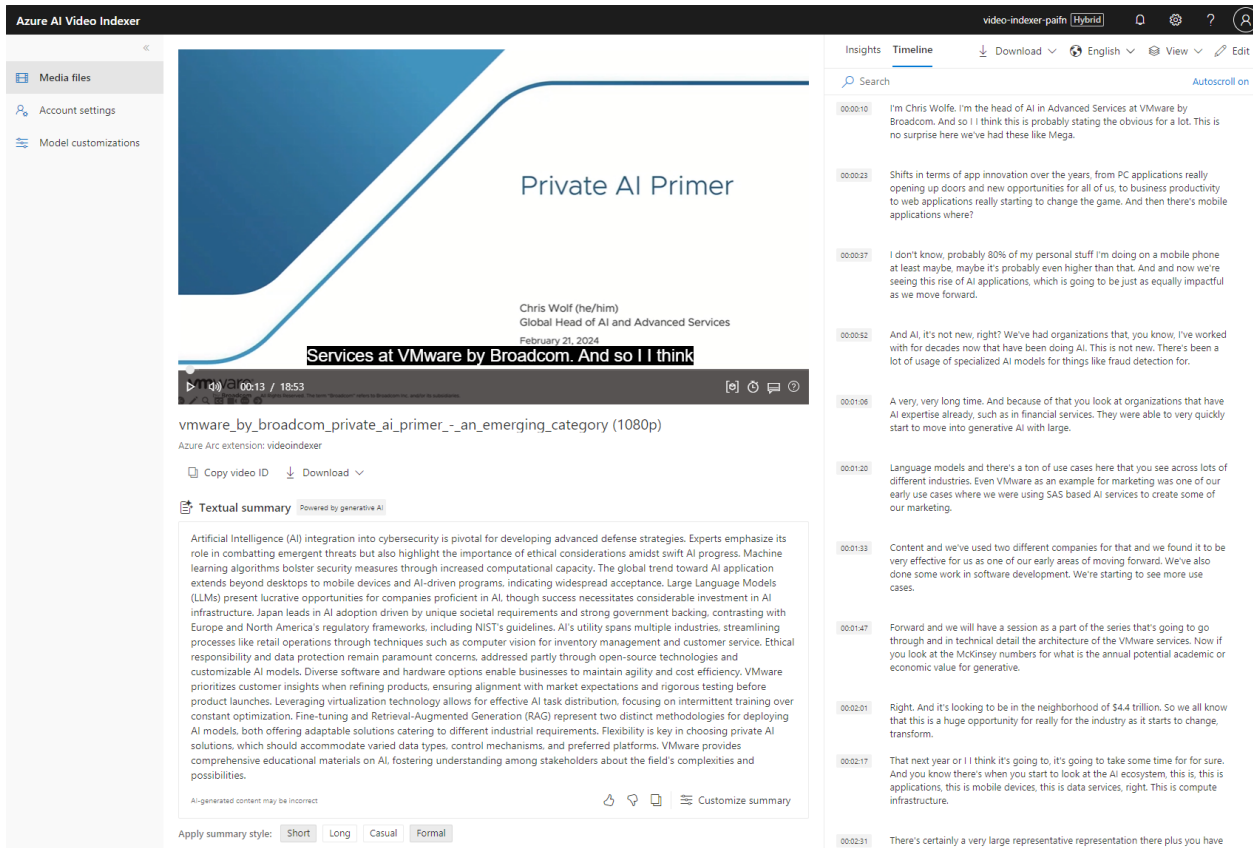 Azure AI Video Indexer
video-indexer-paifn Hybrid
Media files
Account settings
Model customizations
Private AI Primer
Chris Wolf (he/him)
Global Head of AI and Advanced Services
February 21, 2024
Services at VMware by Broadcom. And so I I think
00:13 / 18:53
vmware_by_broadcom_private_ai_primer_-_an_emerging_category (1080p)
Azure Arc extension: videoindexer
Copy video ID
Download
Textual summary
Powered by generative AI
Artificial Intelligence (AI) integration into cybersecurity is pivotal for developing advanced defense strategies. Experts emphasize its
role in combatting emergent threats but also highlight the importance of ethical considerations amidst swift AI progress. Machine
learning algorithms bolster security measures through increased computational capacity. The global trend toward AI application
extends beyond desktops to mobile devices and AI-driven programs, indicating widespread acceptance. Large Language Models
(LLMs) present lucrative opportunities for companies proficient in AI, though success necessitates considerable investment in AI
infrastructure. Japan leads in AI adoption driven by unique societal requirements and strong government backing, contrasting with
Europe and North America's regulatory frameworks, including NIST's guidelines. AI's utility spans multiple industries, streamlining
processes like retail operations through techniques such as computer vision for inventory management and customer service. Ethical
responsibility and data protection remain paramount concerns, addressed partly through open-source technologies and
customizable AI models. Diverse software and hardware options enable businesses to maintain agility and cost efficiency. VMware
prioritizes customer insights when refining products, ensuring alignment with market expectations and rigorous testing before
product launches. Leveraging virtualization technology allows for effective AI task distribution, focusing on intermittent training over
constant optimization. Fine-tuning and Retrieval-Augmented Generation (RAG) represent two distinct methodologies for deploying
AI models, both offering adaptable solutions catering to different industrial requirements. Flexibility is key in choosing private AI
solutions, which should accommodate varied data types, control mechanisms, and preferred platforms. VMware provides
comprehensive educational materials on AI, fostering understanding among stakeholders about the field's complexities and
possibilities.
AI-generated content may be incorrect
Customize summary
Apply summary style: Short Long Casual Formal
Insights Timeline Download English View Edit
Search
Autoscroll on
00:00:10
I'm Chris Wolfe. I'm the head of AI in Advanced Services at VMware by
Broadcom. And so I I think this is probably stating the obvious for a lot. This is
no surprise here we've had these like Mega.
00:00:23
Shifts in terms of app innovation over the years, from PC applications really
opening up doors and new opportunities for all of us, to business productivity
to web applications really starting to change the game. And then there's mobile
applications where?
00:00:37
I don't know, probably 80% of my personal stuff I'm doing on a mobile phone
at least maybe, maybe it's probably even higher than that. And and now we're
seeing this rise of AI applications, which is going to be just as equally impactful
as we move forward.
00:00:52
And AI, it's not new, right? We've had organizations that, you know, I've worked
with for decades now that have been doing AI. This is not new. There's been a
lot of usage of specialized AI models for things like fraud detection for.
00:01:06
A very, very long time. And because of that you look at organizations that have
AI expertise already, such as in financial services. They were able to very quickly
start to move into generative AI with large.
00:01:20
Language models and there's a ton of use cases here that you see across lots of
different industries. Even VMware as an example for marketing was one of our
early use cases where we were using SAS based AI services to create some of
our marketing.
00:01:33
Content and we've used two different companies for that and we found it to be
very effective for us as one of our early areas of moving forward. We've also
done some work in software development. We're starting to see more use
cases.
00:01:47
Forward and we will have a session as a part of the series that's going to go
through and in technical detail the architecture of the VMware services. Now if
you look at the McKinsey numbers for what is the annual potential academic or
economic value for generative.
00:02:01
Right. And it's looking to be in the neighborhood of $4.4 trillion. So we all know
that this is a huge opportunity for really for the industry as it starts to change,
transform.
00:02:17
That next year or I I think it's going to, it's going to take some time for for sure.
And you know there's when you start to look at the AI ecosystem, this is, this is
applications, this is mobile devices, this is data services, right. This is compute
infrastructure.
00:02:31
There's certainly a very large representative representation there plus you have